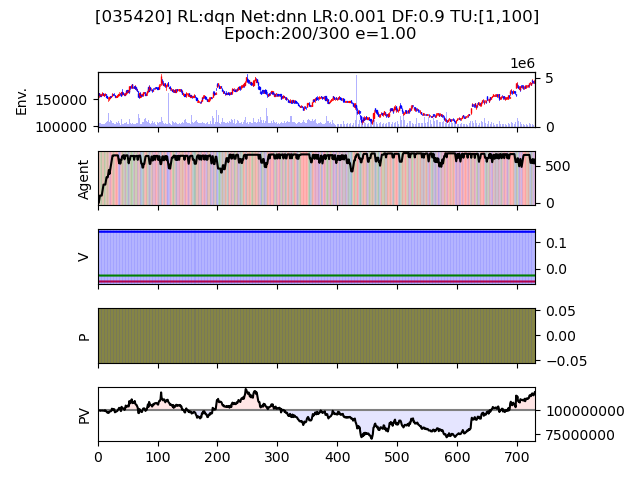 [035420] RL:dqn Net:dnn LR:0.001 DF:0.9 TU:[1,100]
Epoch:200/300 e=1.00
1e6
Env.
150000
100000
5
0
Agent
500
0
V
0.1
0.0
P
0.05
0.00
−0.05
PV
100000000
75000000
0 100 200 300 400 500 600 700